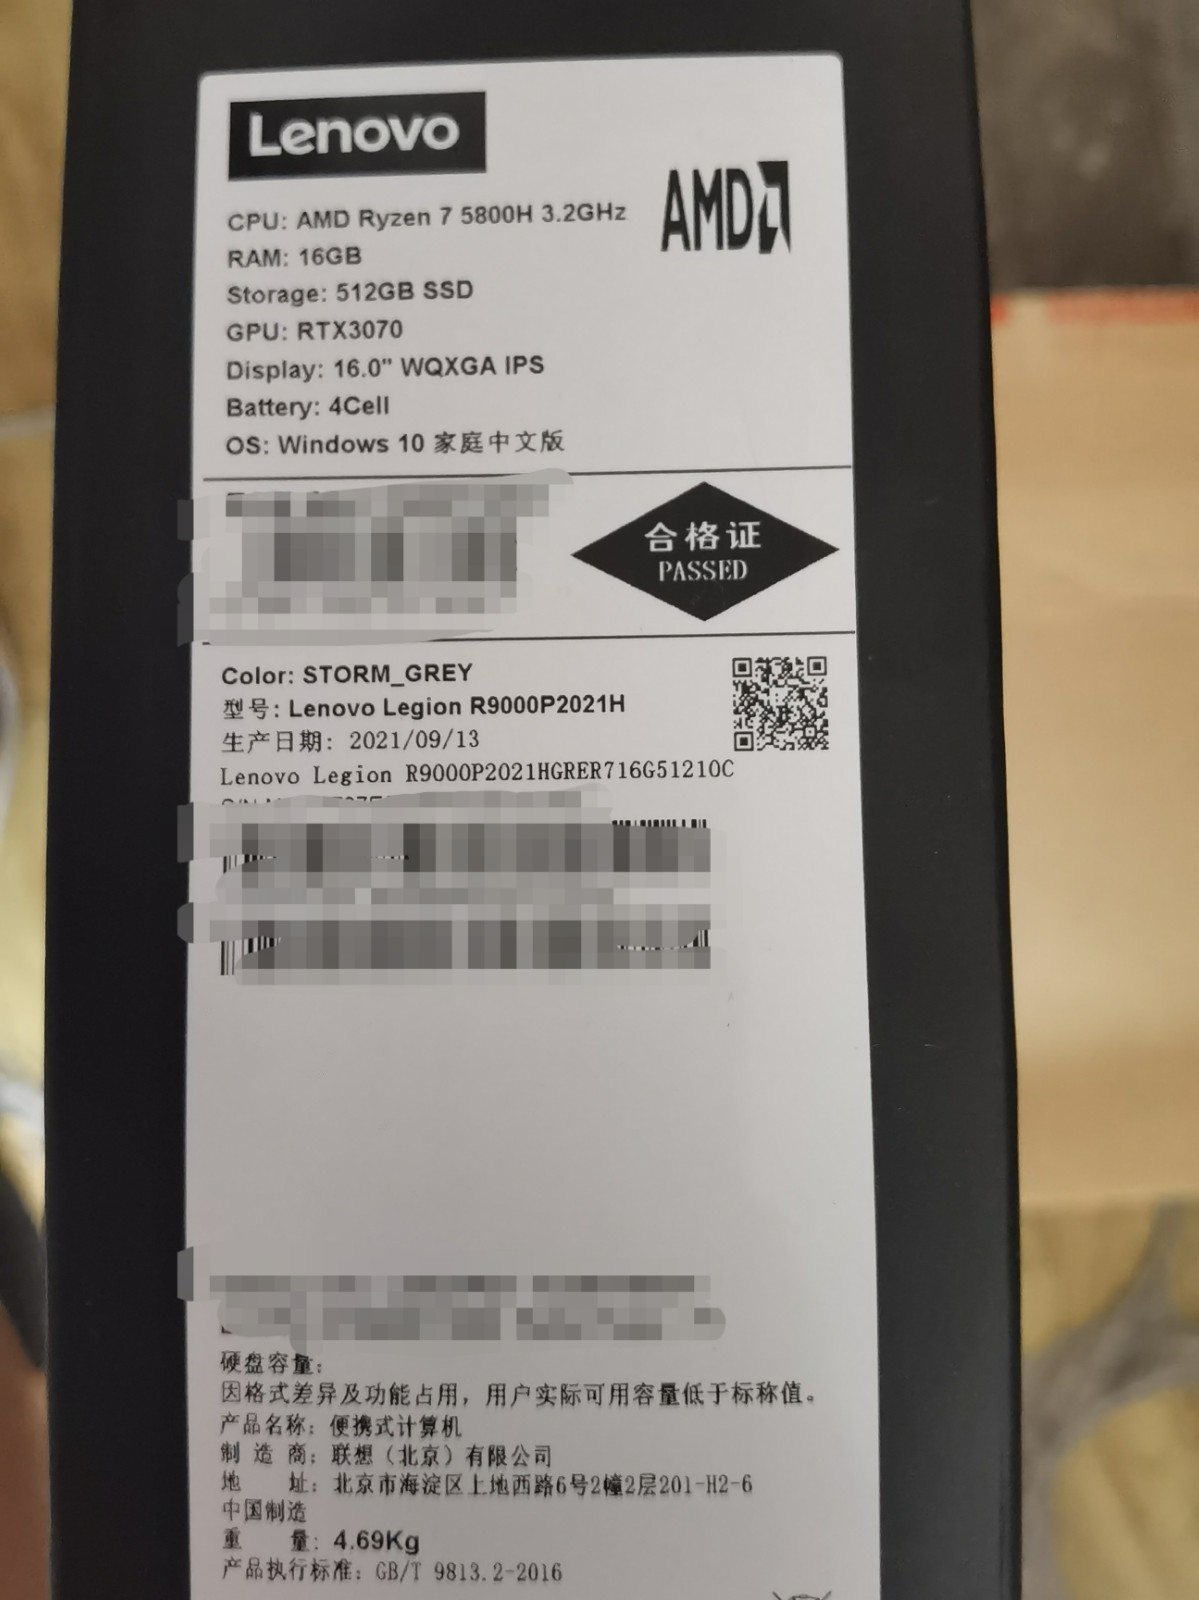 Lenovo
AMD
CPU: AMD Ryzen 7 5800H 3.2GHz
RAM: 16GB
Storage: 512GB SSD
GPU: RTX3070
Display: 16.0" WQXGA IPS
Battery: 4Cell
OS: Windows 10 家庭中文版
合格证
PASSED
Color: STORM_GREY
型号: Lenovo Legion R9000P2021H
生产日期: 2021/09/13
Lenovo Legion R9000P2021HGRER716G51210C
硬盘容量:
因格式差异及功能占用，用户实际可用容量低于标称值。
产品名称: 便携式计算机
制 造 商: 联想（北京）有限公司
地 址: 北京市海淀区上地西路6号2幢2层201-H2-6
中国制造
重 量: 4.69Kg
产品执行标准: GB/T 9813.2-2016